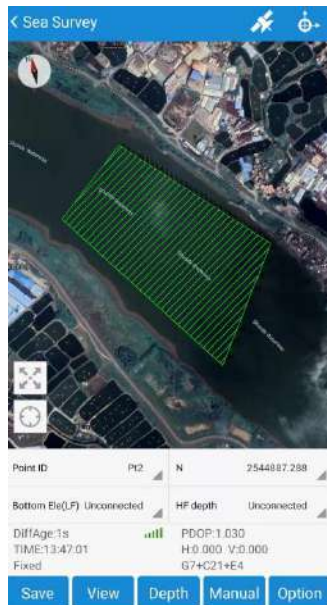 Sea Survey
Point ID Pt2 N 2544887.288
Bottom Ele(LF) Unconnected HF depth Unconnected
DiffAge:1s PDOP:1.030
TIME:13:47:01 H:0.000 V:0.000
Fixed G7+C21+E4
Save View Depth Manual Option